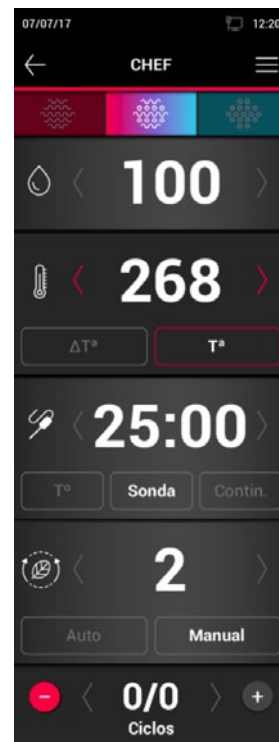 07/07/17 12:20
CHEF
100
268
ΔTª Tª
25:00
Tº Sonda Contin.
2
Auto Manual
0/0
Ciclos